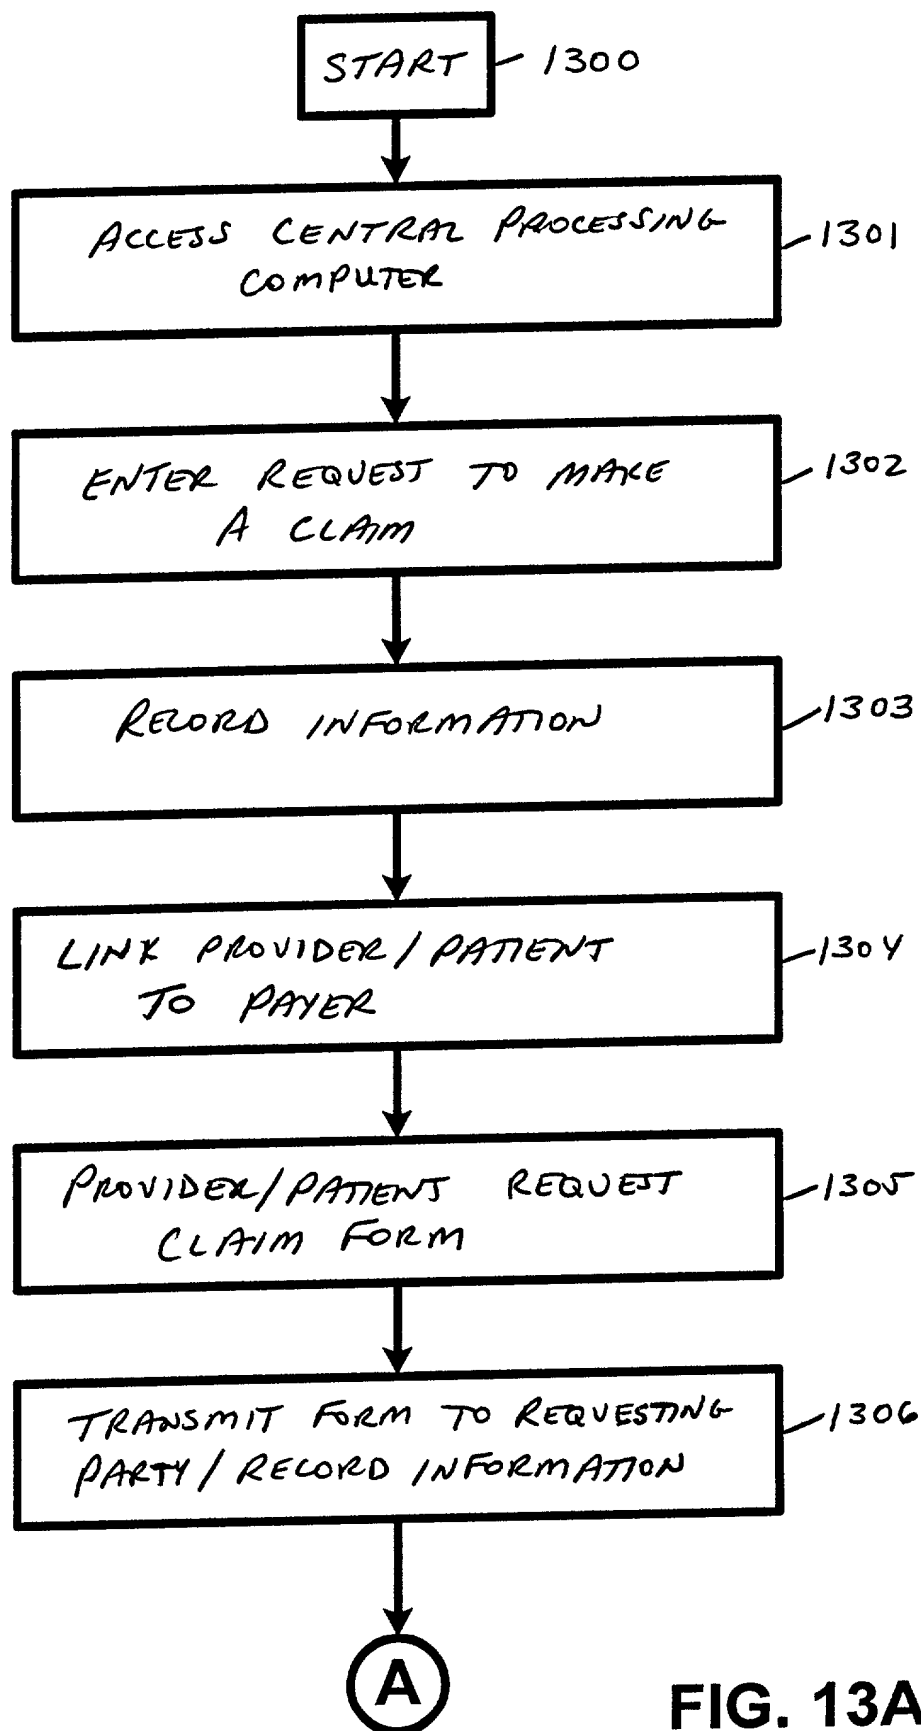 START 1300
ACCESS CENTRAL PROCESSING
COMPUTER
1301
ENTER REQUEST TO MAKE
A CLAIM
1302
RECORD INFORMATION
1303
LINK PROVIDER/PATIENT
TO PAYER
1304
PROVIDER/PATIENT REQUEST
CLAIM FORM
1305
TRANSMIT FORM TO REQUESTING
PARTY/RECORD INFORMATION
1306
A
FIG. 13A